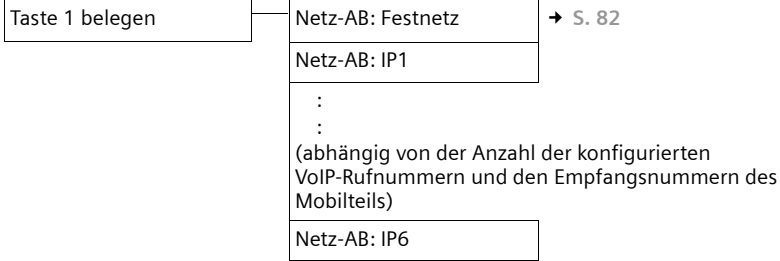 Taste 1 belegen
Netz-AB: Festnetz
➔ S. 82
Netz-AB: IP1
:
:
(abhängig von der Anzahl der konfigurierten
VoIP-Rufnummern und den Empfangsnummern des
Mobilteils)
Netz-AB: IP6